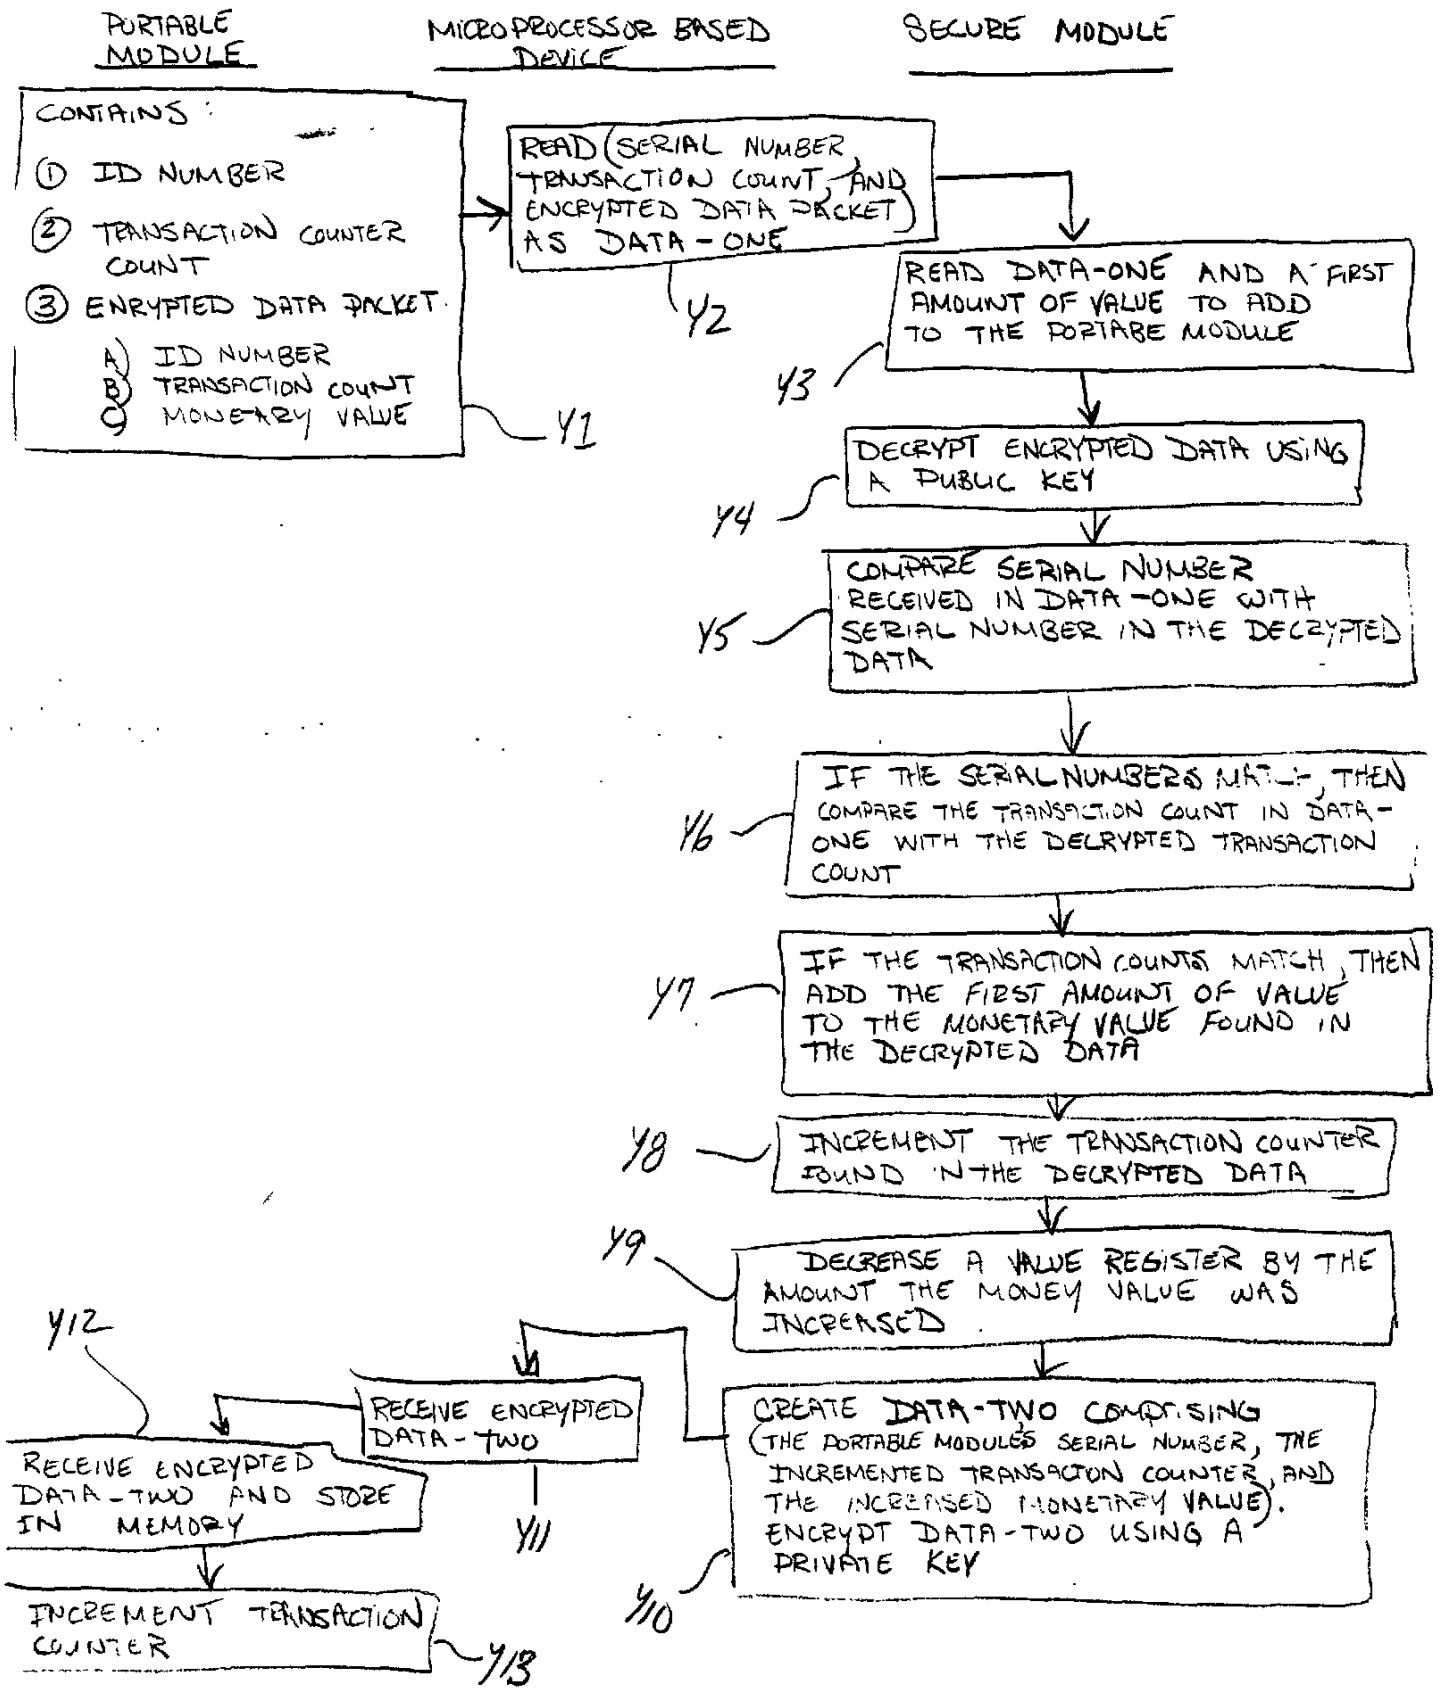 PORTABLE
MODULE
MICROPROCESSOR BASED
DEVICE
SECURE MODULE
CONTAINS:
① ID NUMBER
② TRANSACTION COUNTER
COUNT
③ ENRYPTED DATA PACKET.
A) ID NUMBER
B) TRANSACTION COUNT
C) MONETARY VALUE
Y1
READ (SERIAL NUMBER,
TRANSACTION COUNT, AND
ENCRYPTED DATA PACKET)
AS DATA-ONE
Y2
READ DATA-ONE AND A FIRST
AMOUNT OF VALUE TO ADD
TO THE PORTABE MODULE
Y3
DECRYPT ENCRYPTED DATA USING
A PUBLIC KEY
Y4
COMPARE SERIAL NUMBER
RECEIVED IN DATA-ONE WITH
SERIAL NUMBER IN THE DECRYPTED
DATA
Y5
IF THE SERIAL NUMBERS MATCH, THEN
COMPARE THE TRANSACTION COUNT IN DATA-
ONE WITH THE DECRYPTED TRANSACTION
COUNT
Y6
IF THE TRANSACTION COUNTS MATCH, THEN
ADD THE FIRST AMOUNT OF VALUE
TO THE MONETARY VALUE FOUND IN
THE DECRYPTED DATA
Y7
INCREMENT THE TRANSACTION COUNTER
FOUND IN THE DECRYPTED DATA
Y8
DECREASE A VALUE REGISTER BY THE
AMOUNT THE MONEY VALUE WAS
INCREASED
Y9
CREATE DATA-TWO COMPRISING
(THE PORTABLE MODULE'S SERIAL NUMBER, THE
INCREMENTED TRANSACTON COUNTER, AND
THE INCREASED MONETARY VALUE).
ENCRYPT DATA-TWO USING A
PRIVATE KEY
Y10
RECEIVE ENCRYPTED
DATA-TWO
Y11
Y12
RECEIVE ENCRYPTED
DATA-TWO AND STORE
IN MEMORY
INCREMENT TRANSACTION
COUNTER
Y13